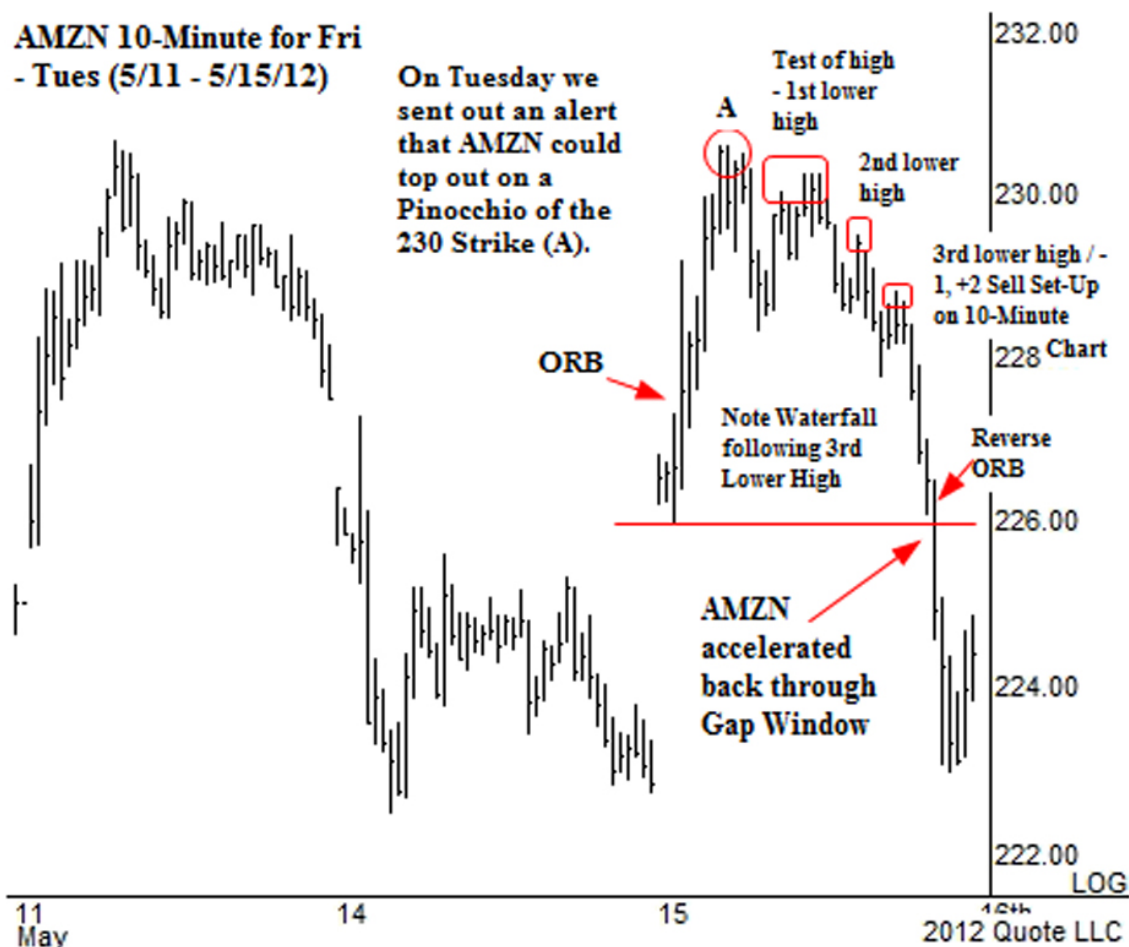 AMZN 10-Minute for Fri
- Tues (5/11 - 5/15/12)
On Tuesday we
sent out an alert
that AMZN could
top out on a
Pinocchio of the
230 Strike (A).
A
Test of high
- 1st lower
high
2nd lower
high
3rd lower high / -
1, +2 Sell Set-Up
on 10-Minute
Chart
ORB
Note Waterfall
following 3rd
Lower High
Reverse
ORB
AMZN
accelerated
back through
Gap Window
232.00
230.00
228
226.00
224.00
222.00
LOG
11
14
15
16th
May
2012 Quote LLC